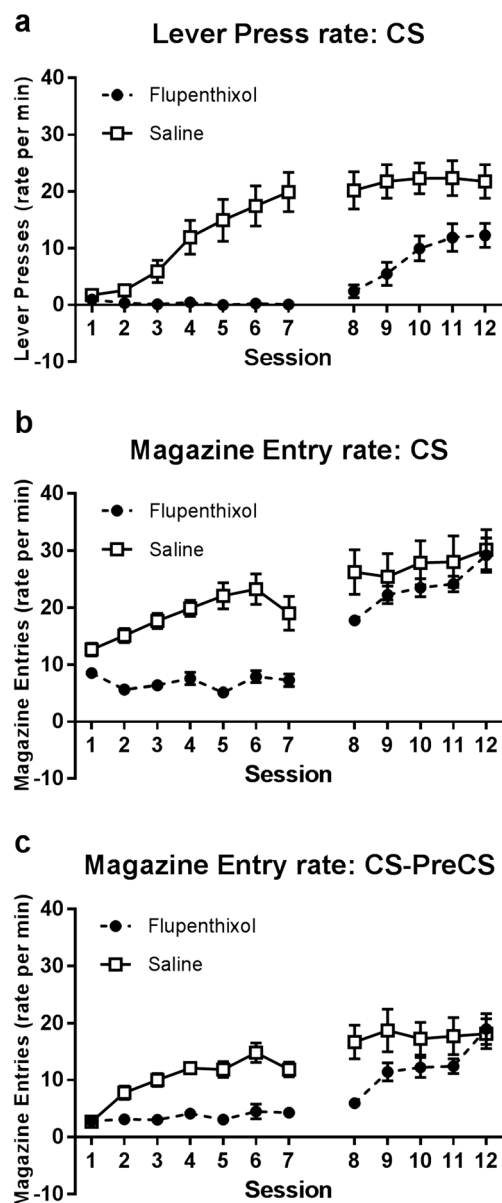 a
Lever Press rate: CS
Lever Presses (rate per min)
40
30
20
10
0
-10
Flupenthixol
Saline
1 2 3 4 5 6 7 8 9 10 11 12
Session
b
Magazine Entry rate: CS
Magazine Entries (rate per min)
40
30
20
10
0
-10
Flupenthixol
Saline
1 2 3 4 5 6 7 8 9 10 11 12
Session
c
Magazine Entry rate: CS-PreCS
Magazine Entries (rate per min)
40
30
20
10
0
-10
Flupenthixol
Saline
1 2 3 4 5 6 7 8 9 10 11 12
Session